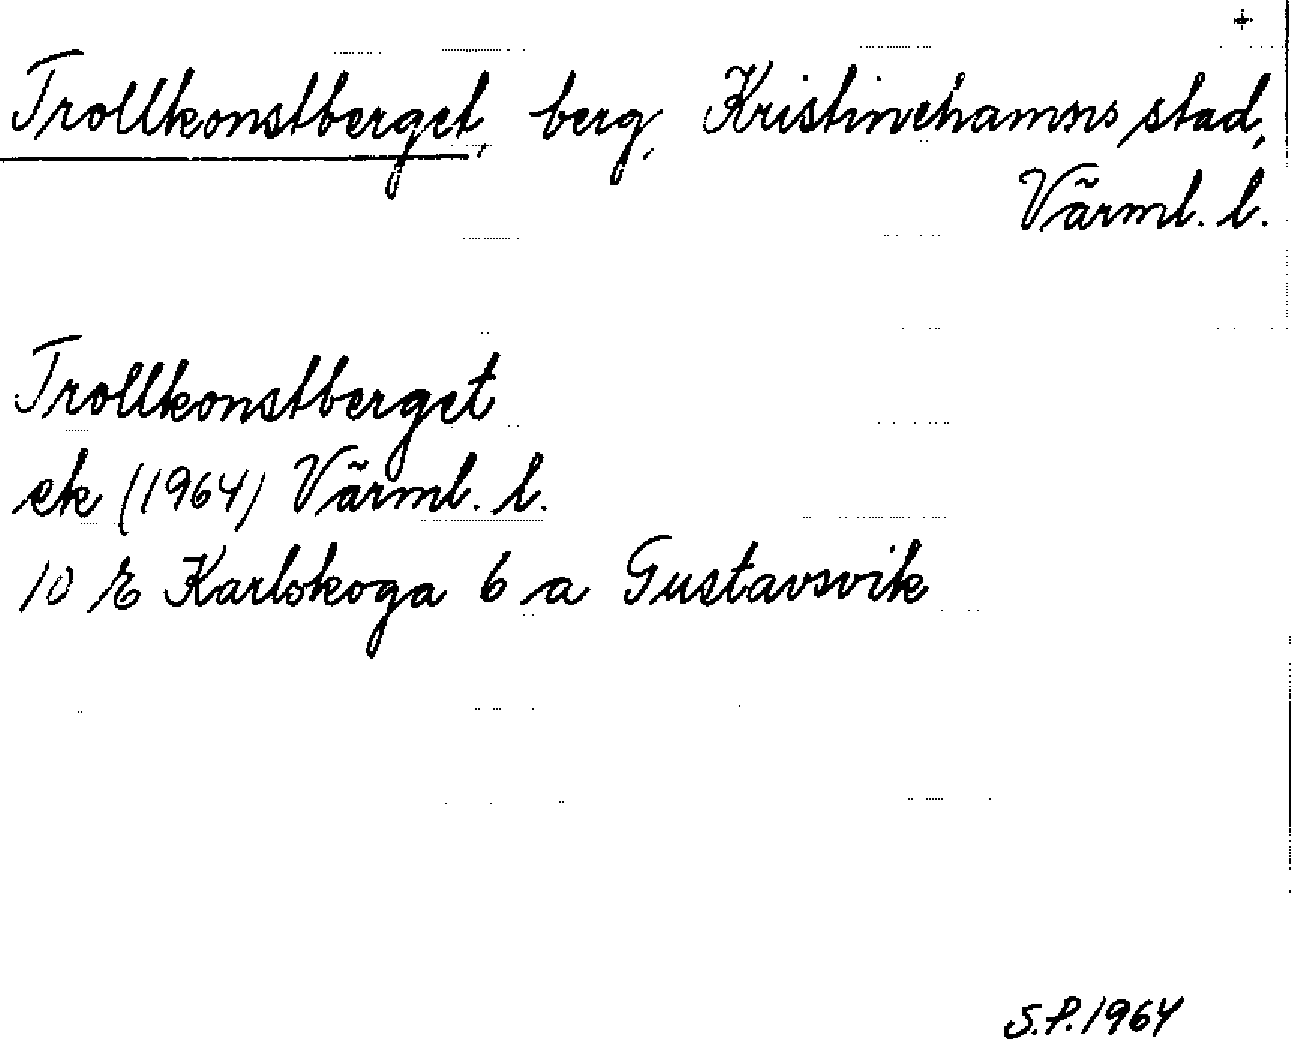 +
Trollkonstberget, berg, Kristinehamns stad,
Värml. l.
Trollkonstberget
ek (1964) Värml. l.
10 E Karlskoga 6 a Gustavsvik
S.P. 1964